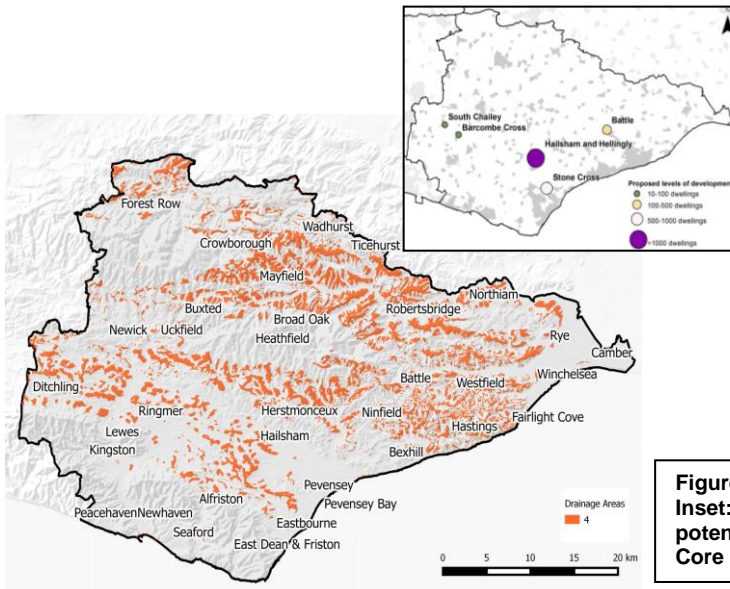 South Chailey
Barcombe Cross
Battle
Hailsham and Hellingly
Stone Cross
Proposed levels of development
10-100 dwellings
100-500 dwellings
500-1000 dwellings
>1000 dwellings
Forest Row
Wadhurst
Crowborough
Ticehurst
Mayfield
Northiam
Robertsbridge
Buxted
Broad Oak
Newick
Uckfield
Heathfield
Rye
Camber
Ditchling
Battle
Westfield
Winchelsea
Ringmer
Herstmonceux
Ninfield
Fairlight Cove
Lewes
Hailsham
Hastings
Kingston
Bexhill
Pevensey
Alfriston
Pevensey Bay
Peacehaven
Newhaven
Eastbourne
Seaford
East Dean & Friston
Drainage Areas
4
0 5 10 15 20 km
Figure
Inset:
poten
Core